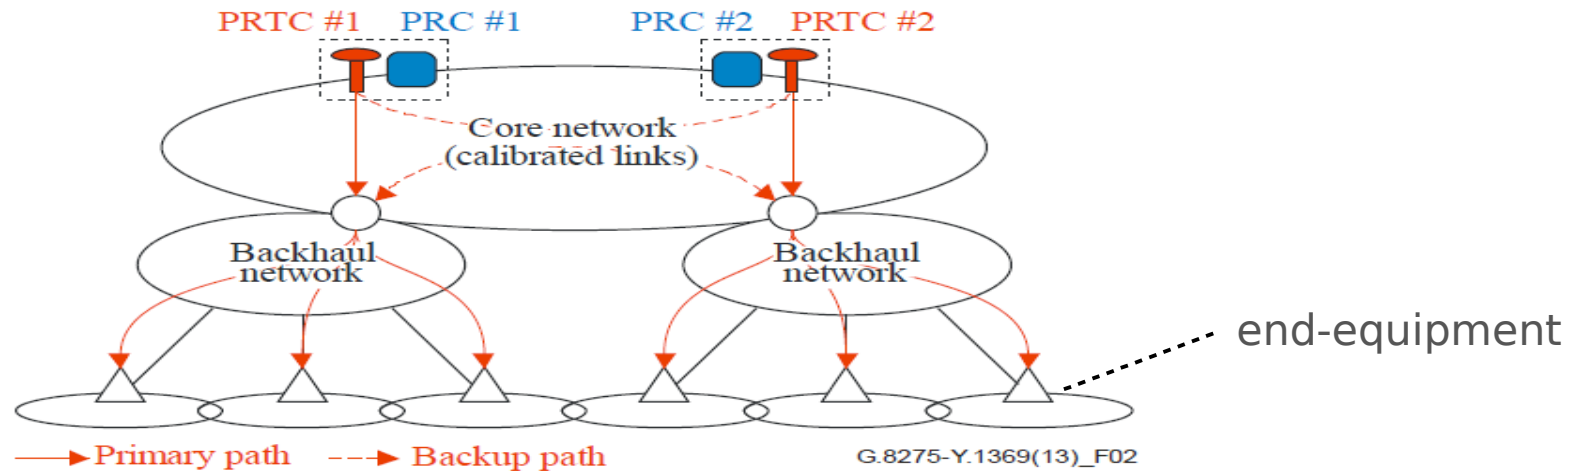 PRTC #1 PRC #1 PRC #2 PRTC #2
Core network
(calibrated links)
Backhaul
network
Backhaul
network
end-equipment
Primary path Backup path G.8275-Y.1369(13)_F02